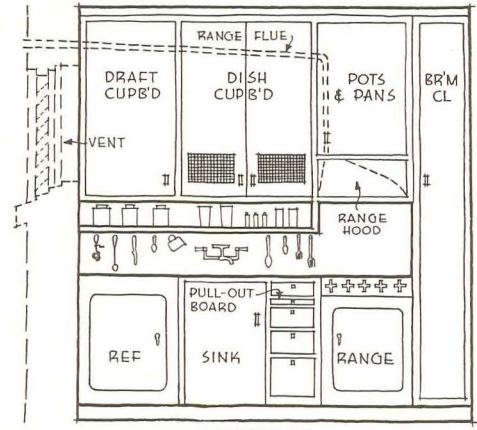 RANGE FLUE
DRAFT
CUPB'D
DISH
CUPB'D
POTS
& PANS
BR'M
CL
VENT
RANGE
HOOD
PULL-OUT
BOARD
REF
SINK
RANGE